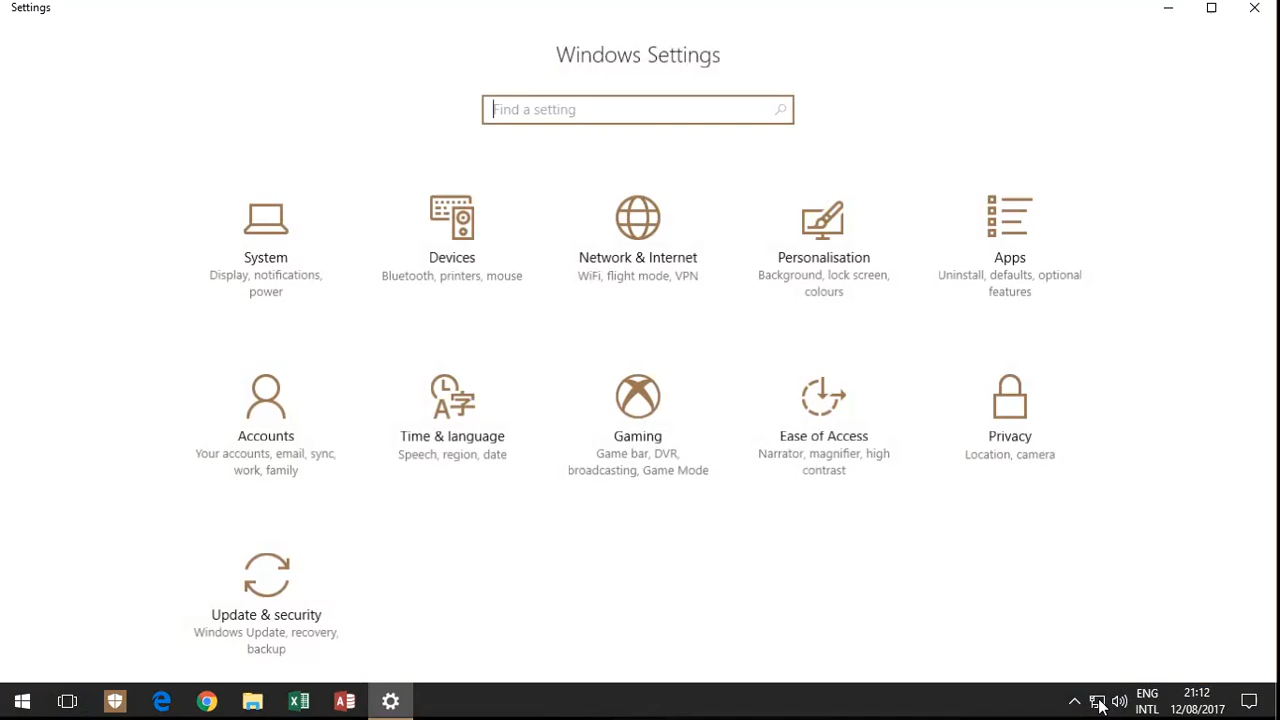 Settings
Windows Settings
Find a setting
System
Display, notifications,
power
Devices
Bluetooth, printers, mouse
Network & Internet
WiFi, flight mode, VPN
Personalisation
Background, lock screen,
colours
Apps
Uninstall, defaults, optional
features
Accounts
Your accounts, email, sync,
work, family
Time & language
Speech, region, date
Gaming
Game bar, DVR,
broadcasting, Game Mode
Ease of Access
Narrator, magnifier, high
contrast
Privacy
Location, camera
Update & security
Windows Update, recovery,
backup
ENG
INTL
21:12
12/08/2017